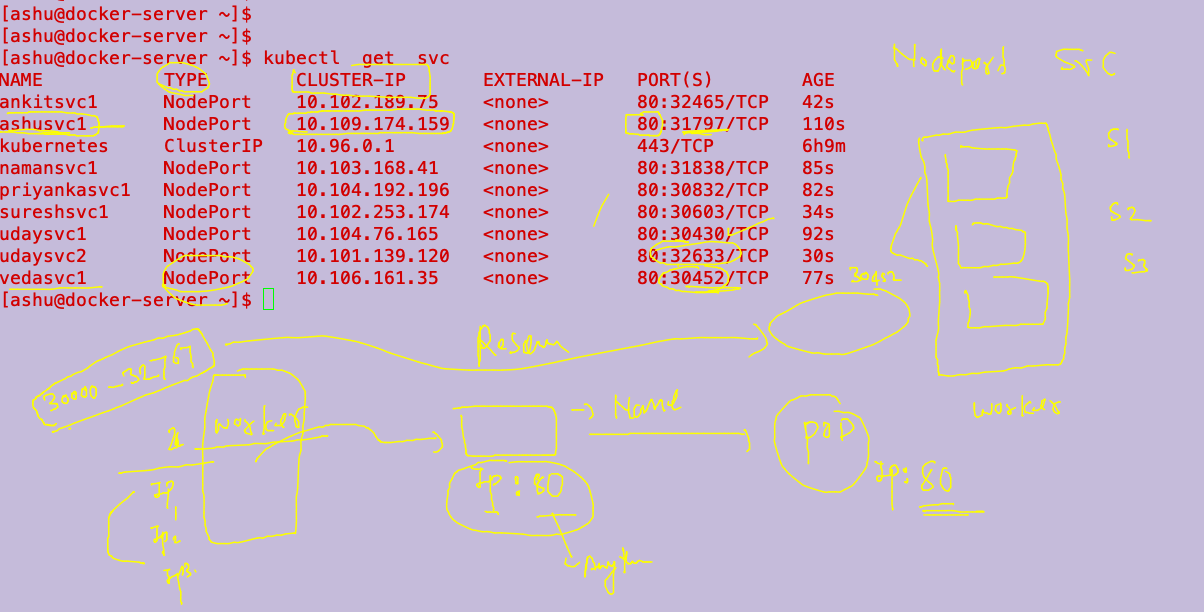 [ashu@docker-server ~]$
[ashu@docker-server ~]$
[ashu@docker-server ~]$ kubectl  get  svc
NAME TYPE CLUSTER-IP EXTERNAL-IP PORT(S) AGE
ankitsvc1 NodePort 10.102.189.75 <none> 80:32465/TCP 42s
ashusvc1 NodePort 10.109.174.159 <none> 80:31797/TCP 110s
kubernetes ClusterIP 10.96.0.1 <none> 443/TCP 6h9m
namansvc1 NodePort 10.103.168.41 <none> 80:31838/TCP 85s
priyankasvc1 NodePort 10.104.192.196 <none> 80:30832/TCP 82s
sureshsvc1 NodePort 10.102.253.174 <none> 80:30603/TCP 34s
udaysvc1 NodePort 10.104.76.165 <none> 80:30430/TCP 92s
udaysvc2 NodePort 10.101.139.120 <none> 80:32633/TCP 30s
vedasvc1 NodePort 10.106.161.35 <none> 80:30452/TCP 77s
[ashu@docker-server ~]$
Nodeport SVC
S1
S2
S3
30452
worker
30000-32767
worker
Ip
Ip2
Ip3
Ip:80
-> Name
POD
Ip:80